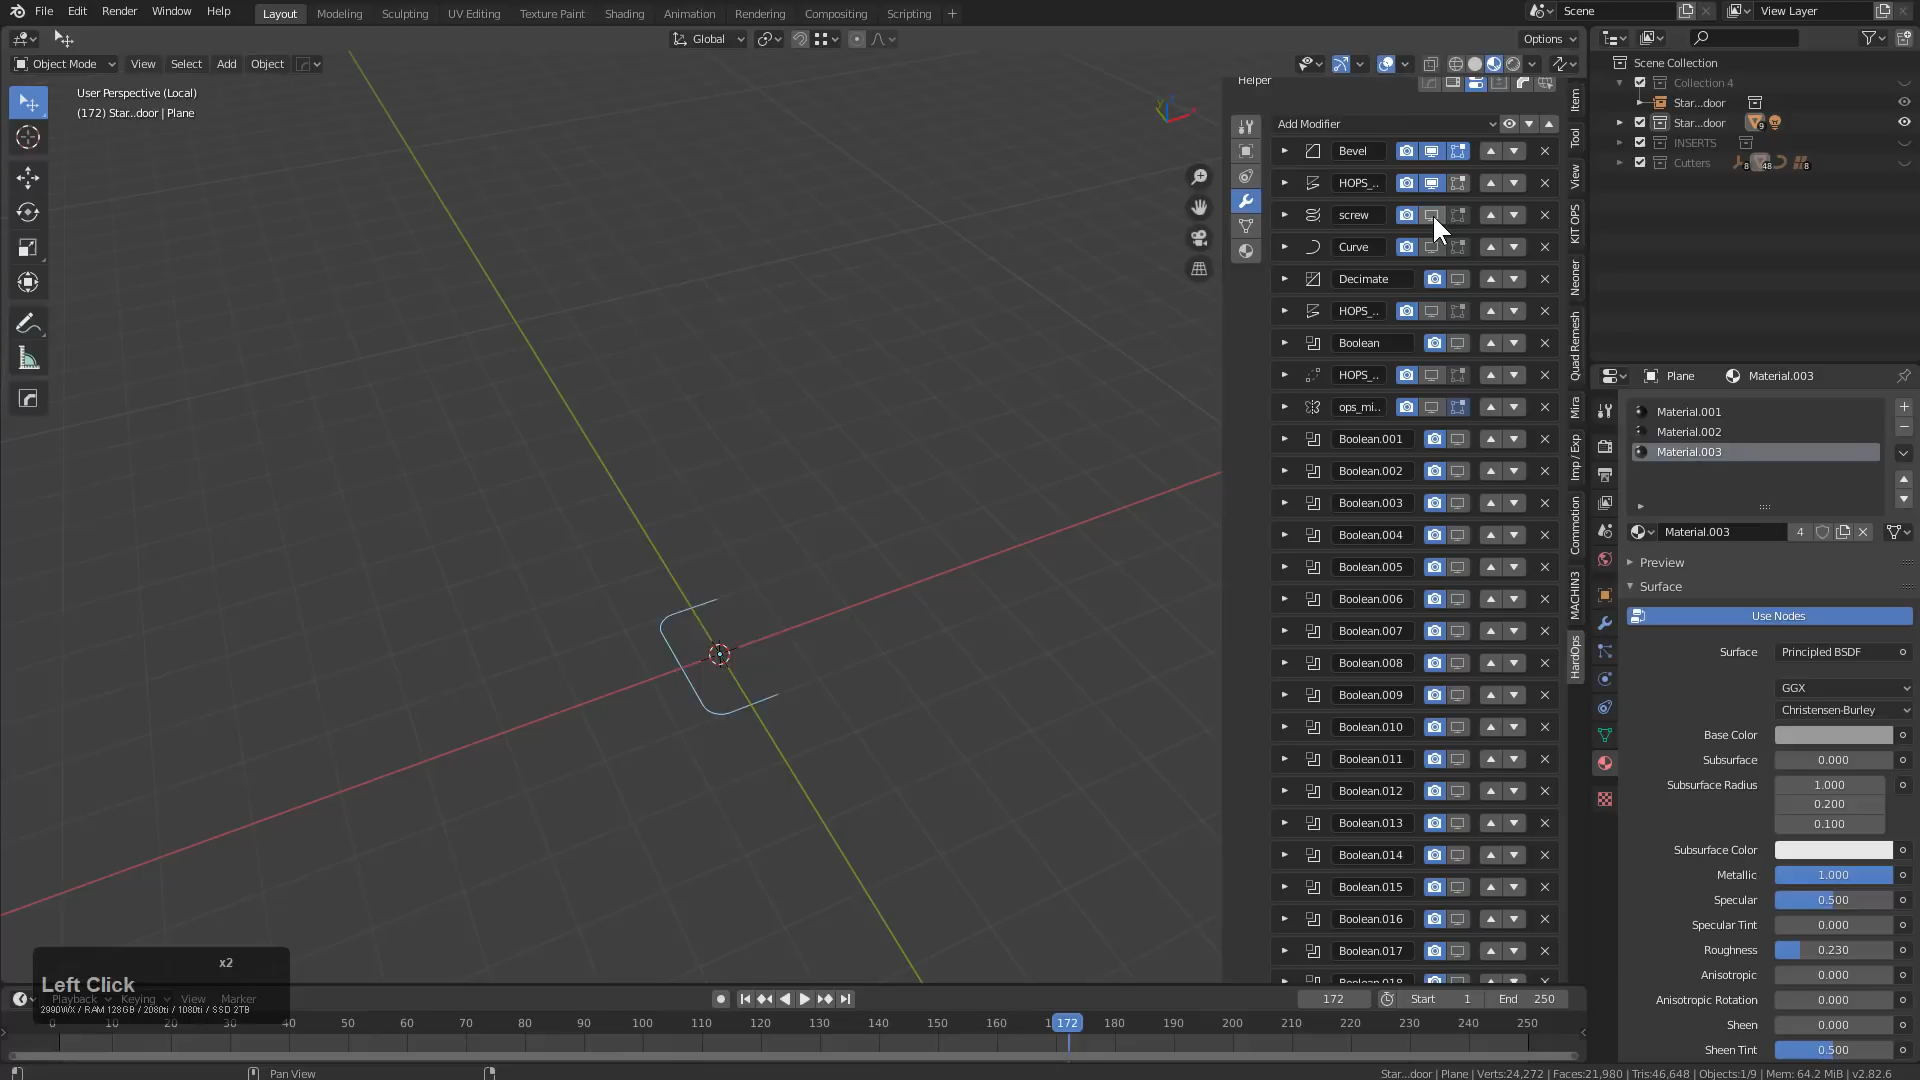 File Edit Render Window Help Layout Modeling Sculpting UV Editing Texture Paint Shading Animation Rendering Compositing Scripting + Scene View Layer
Global Options
Object Mode View Select Add Object
User Perspective (Local)
(172) Star...door | Plane
Helper
Add Modifier
Bevel
HOPS_..
screw
Curve
Decimate
HOPS_..
Boolean
HOPS_..
ops_mi..
Boolean.001
Boolean.002
Boolean.003
Boolean.004
Boolean.005
Boolean.006
Boolean.007
Boolean.008
Boolean.009
Boolean.010
Boolean.011
Boolean.012
Boolean.013
Boolean.014
Boolean.015
Boolean.016
Boolean.017
Boolean.018
Item
Tool
View
KIT OPS
Neoner
Quad Remesh
Mira
Imp / Exp
Commotion
MACHIN3
HardOps
Scene Collection
Collection 4
Star...door
Star...door 9
INSERTS
Cutters 8 48 8
Plane Material.003
Material.001
Material.002
Material.003
Material.003 4
Preview
Surface
Use Nodes
Surface Principled BSDF
GGX
Christensen-Burley
Base Color
Subsurface 0.000
Subsurface Radius 1.000
0.200
0.100
Subsurface Color
Metallic 1.000
Specular 0.500
Specular Tint 0.000
Roughness 0.230
Anisotropic 0.000
Anisotropic Rotation 0.000
Sheen 0.000
Sheen Tint 0.500
x2
Left Click
Playback Keying View Marker
2990WX / RAM 128GB / 2080ti / 1080ti / SSD 2TB
172 Start 1 End 250
0 10 20 30 40 50 60 70 80 90 100 110 120 130 140 150 160 172 180 190 200 210 220 230 240 250
Pan View
Star...door | Plane | Verts:24,272 | Faces:21,980 | Tris:46,648 | Objects:1/9 | Mem: 64.2 MiB | v2.82.6